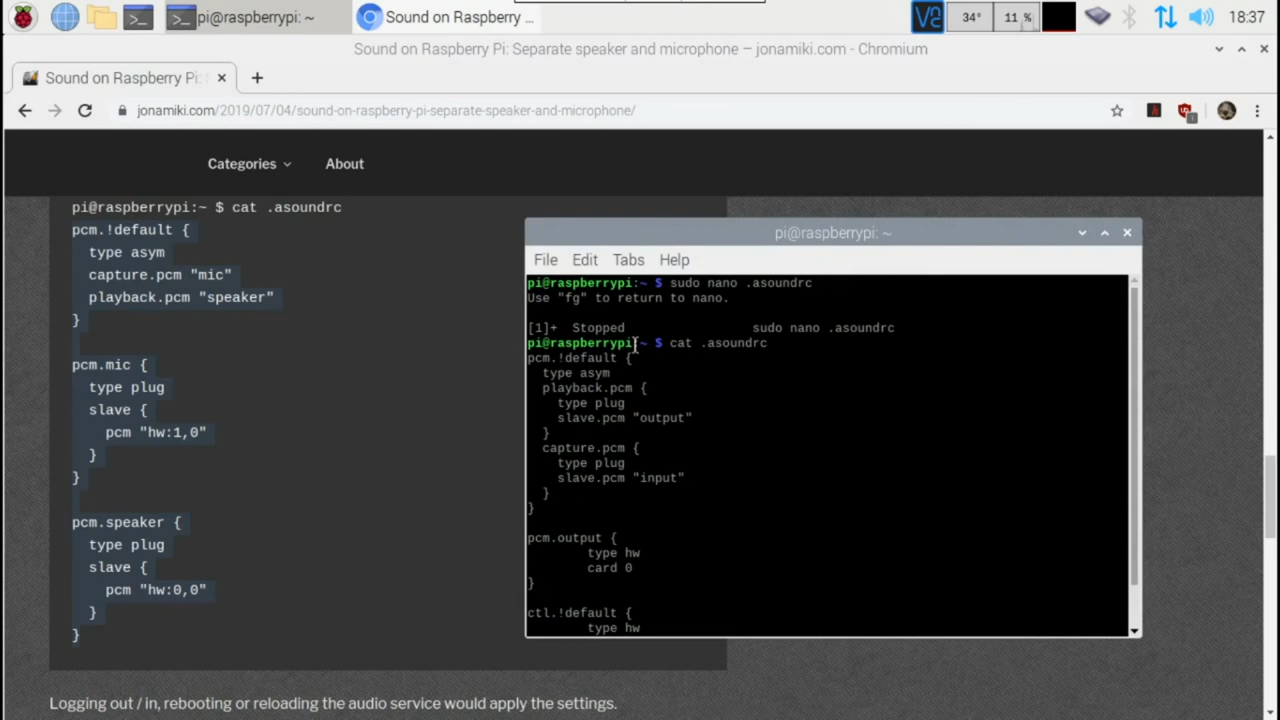 pi@raspberrypi: ~
Sound on Raspberry ...
V2
34°
11 %
18:37
Sound on Raspberry Pi: Separate speaker and microphone – jonamiki.com - Chromium
Sound on Raspberry Pi:
jonamiki.com/2019/07/04/sound-on-raspberry-pi-separate-speaker-and-microphone/
1
Categories
About
pi@raspberrypi:~ $ cat .asoundrc
pcm.!default {
type asym
capture.pcm "mic"
playback.pcm "speaker"
}
pcm.mic {
type plug
slave {
pcm "hw:1,0"
}
}
pcm.speaker {
type plug
slave {
pcm "hw:0,0"
}
}
Logging out / in, rebooting or reloading the audio service would apply the settings.
pi@raspberrypi: ~
File Edit Tabs Help
pi@raspberrypi:~ $ sudo nano .asoundrc
Use "fg" to return to nano.
[1]+ Stopped sudo nano .asoundrc
pi@raspberrypi:~ $ cat .asoundrc
pcm.!default {
type asym
playback.pcm {
type plug
slave.pcm "output"
}
capture.pcm {
type plug
slave.pcm "input"
}
}
pcm.output {
type hw
card 0
}
ctl.!default {
type hw